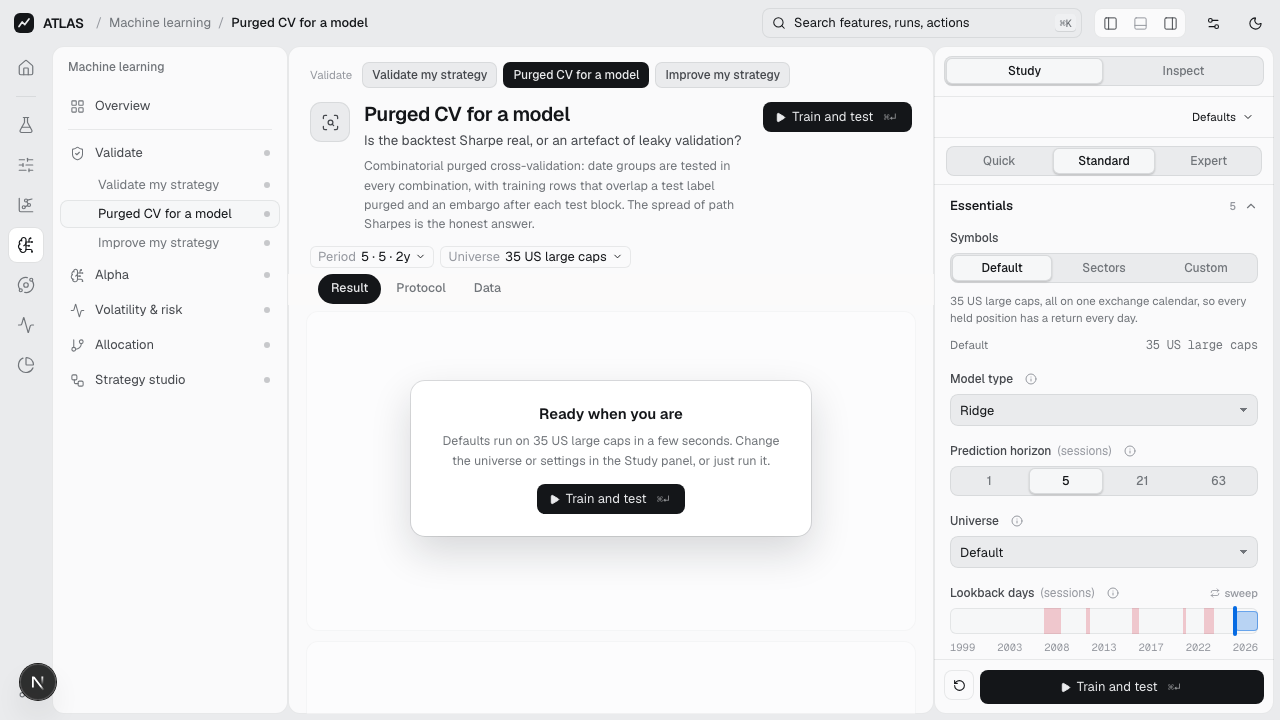 ATLAS / Machine learning / Purged CV for a model
Search features, runs, actions ⌘K
Machine learning
Overview
Validate
Validate my strategy
Purged CV for a model
Improve my strategy
Alpha
Volatility & risk
Allocation
Strategy studio
N
Validate Validate my strategy Purged CV for a model Improve my strategy
Purged CV for a model
Train and test ⌘↵
Is the backtest Sharpe real, or an artefact of leaky validation?
Combinatorial purged cross-validation: date groups are tested in
every combination, with training rows that overlap a test label
purged and an embargo after each test block. The spread of path
Sharpes is the honest answer.
Period 5 · 5 · 2y Universe 35 US large caps
Result Protocol Data
Ready when you are
Defaults run on 35 US large caps in a few seconds. Change
the universe or settings in the Study panel, or just run it.
Train and test ⌘↵
Study Inspect
Defaults
Quick Standard Expert
Essentials 5
Symbols
Default Sectors Custom
35 US large caps, all on one exchange calendar, so every
held position has a return every day.
Default 35 US large caps
Model type
Ridge
Prediction horizon (sessions)
1 5 21 63
Universe
Default
Lookback days (sessions) sweep
1999 2003 2008 2013 2017 2022 2026
Train and test ⌘↵